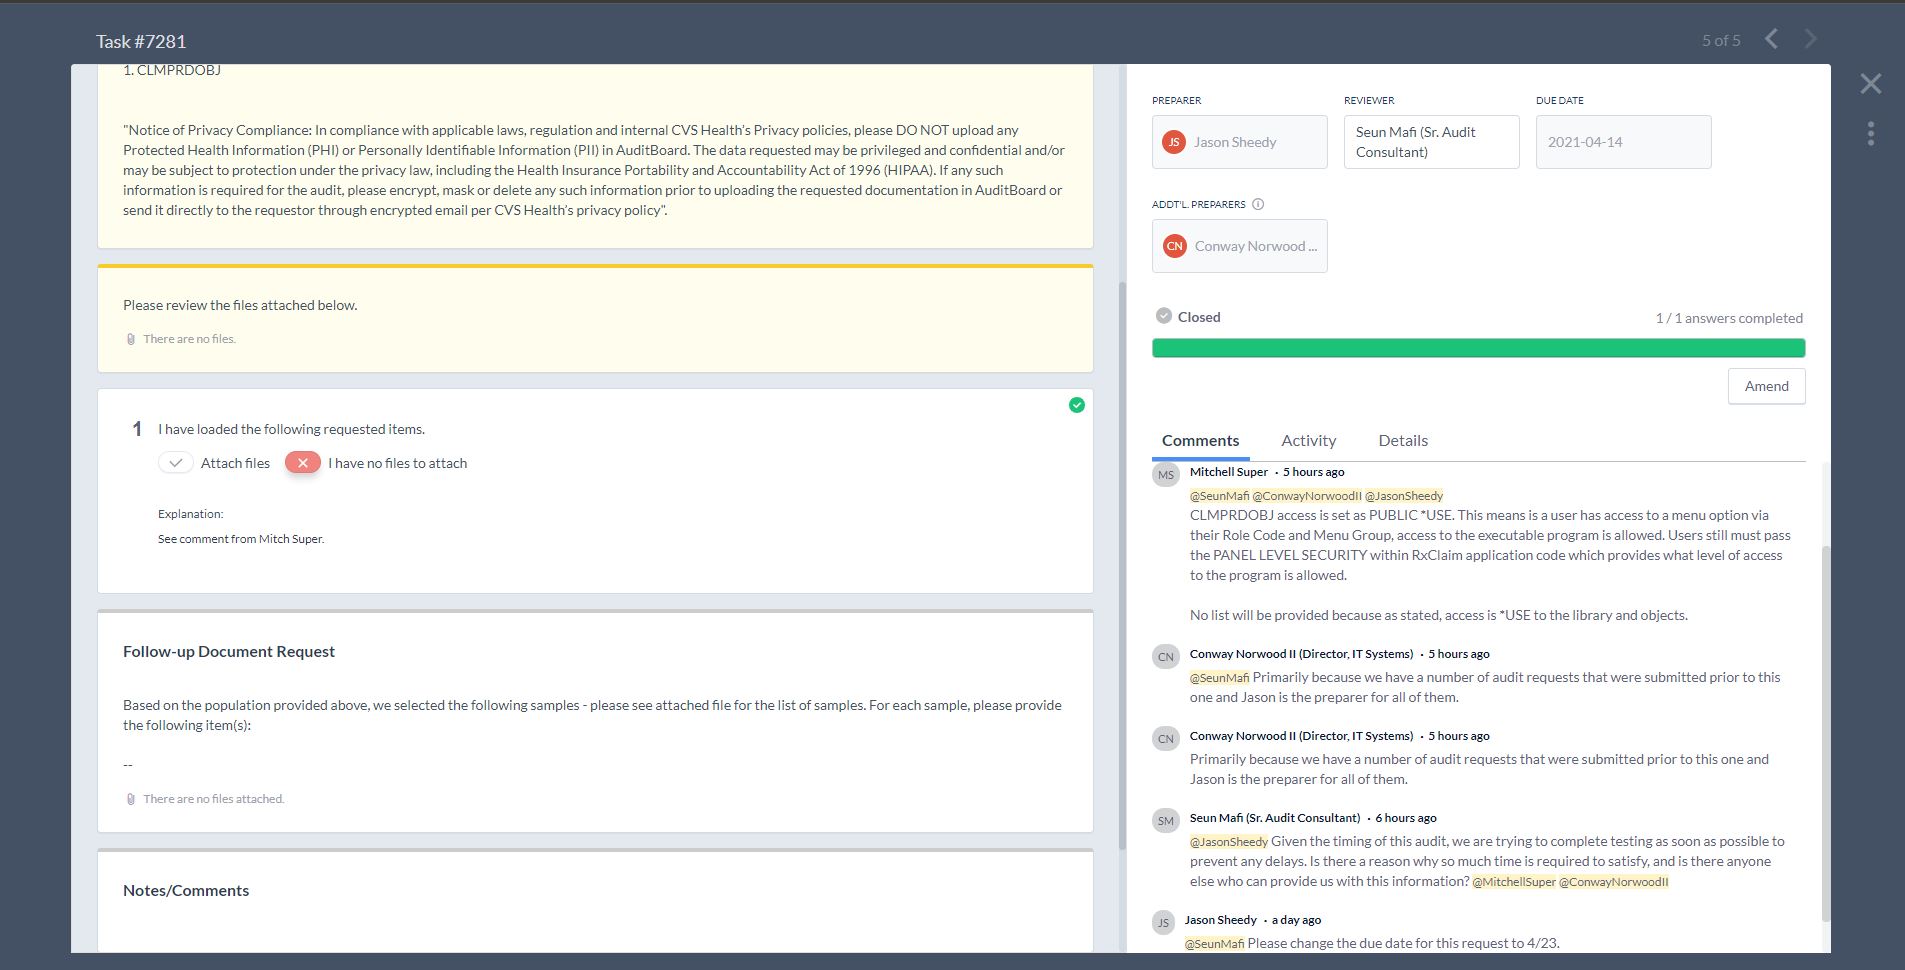 Task #7281
5 of 5
1. CLMPRDOBJ
"Notice of Privacy Compliance: In compliance with applicable laws, regulation and internal CVS Health's Privacy policies, please DO NOT upload any
Protected Health Information (PHI) or Personally Identifiable Information (PII) in AuditBoard. The data requested may be privileged and confidential and/or
may be subject to protection under the privacy law, including the Health Insurance Portability and Accountability Act of 1996 (HIPAA). If any such
information is required for the audit, please encrypt, mask or delete any such information prior to uploading the requested documentation in AuditBoard or
send it directly to the requestor through encrypted email per CVS Health's privacy policy".
Please review the files attached below.
There are no files.
1 I have loaded the following requested items.
Attach files I have no files to attach
Explanation:
See comment from Mitch Super.
Follow-up Document Request
Based on the population provided above, we selected the following samples - please see attached file for the list of samples. For each sample, please provide
the following item(s):
--
There are no files attached.
Notes/Comments
PREPARER REVIEWER DUE DATE
JS Jason Sheedy
Seun Mafi (Sr. Audit
Consultant)
2021-04-14
ADDT'L. PREPARERS
CN Conway Norwood ...
Closed 1 / 1 answers completed
Amend
Comments Activity Details
MS Mitchell Super · 5 hours ago
@SeunMafi @ConwayNorwoodII @JasonSheedy
CLMPRDOBJ access is set as PUBLIC *USE. This means is a user has access to a menu option via
their Role Code and Menu Group, access to the executable program is allowed. Users still must pass
the PANEL LEVEL SECURITY within RxClaim application code which provides what level of access
to the program is allowed.
No list will be provided because as stated, access is *USE to the library and objects.
CN Conway Norwood II (Director, IT Systems) · 5 hours ago
@SeunMafi Primarily because we have a number of audit requests that were submitted prior to this
one and Jason is the preparer for all of them.
CN Conway Norwood II (Director, IT Systems) · 5 hours ago
Primarily because we have a number of audit requests that were submitted prior to this one and
Jason is the preparer for all of them.
SM Seun Mafi (Sr. Audit Consultant) · 6 hours ago
@JasonSheedy Given the timing of this audit, we are trying to complete testing as soon as possible to
prevent any delays. Is there a reason why so much time is required to satisfy, and is there anyone
else who can provide us with this information? @MitchellSuper @ConwayNorwoodII
JS Jason Sheedy · a day ago
@SeunMafi Please change the due date for this request to 4/23.